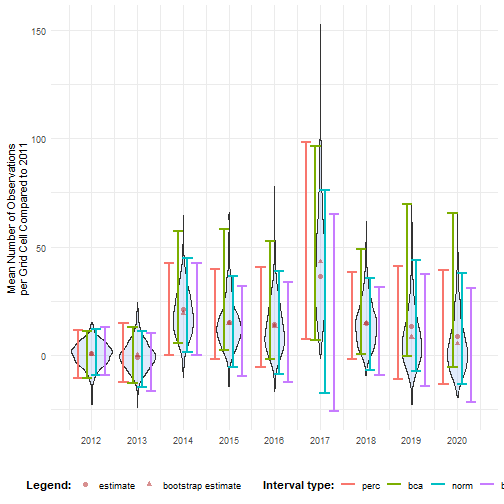 Mean Number of Observations
per Grid Cell Compared to 2011
150
100
50
0
2012 2013 2014 2015 2016 2017 2018 2019 2020
Legend: estimate bootstrap estimate Interval type: perc bca norm